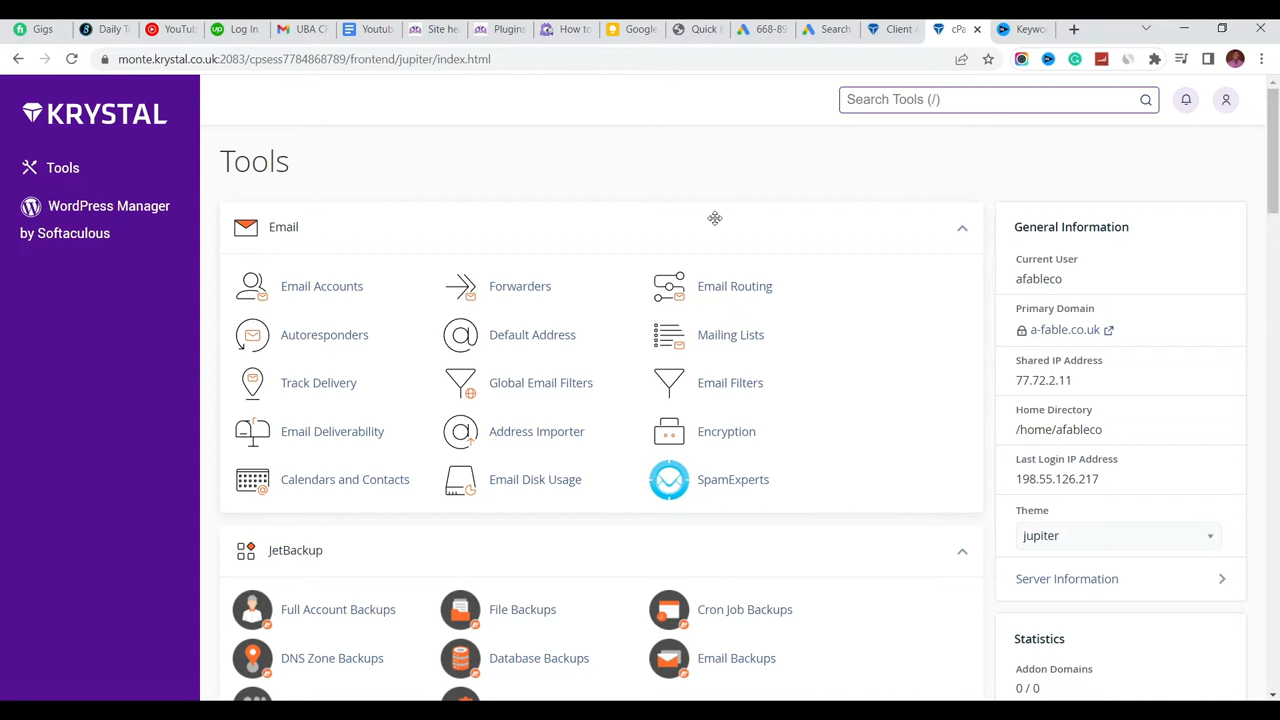 Gigs
Daily T
YouTub
Log In
UBA C
Youtub
Site he
Plugins
How to
Google
Quick
668-89
Search
Client A
cPa
Keywo
monte.krystal.co.uk:2083/cpsess7784868789/frontend/jupiter/index.html
KRYSTAL
Search Tools (/)
Tools
WordPress Manager
by Softaculous
Tools
Email
Email Accounts
Forwarders
Email Routing
Autoresponders
Default Address
Mailing Lists
Track Delivery
Global Email Filters
Email Filters
Email Deliverability
Address Importer
Encryption
Calendars and Contacts
Email Disk Usage
SpamExperts
JetBackup
Full Account Backups
File Backups
Cron Job Backups
DNS Zone Backups
Database Backups
Email Backups
General Information
Current User
afableco
Primary Domain
a-fable.co.uk
Shared IP Address
77.72.2.11
Home Directory
/home/afableco
Last Login IP Address
198.55.126.217
Theme
jupiter
Server Information
Statistics
Addon Domains
0 / 0